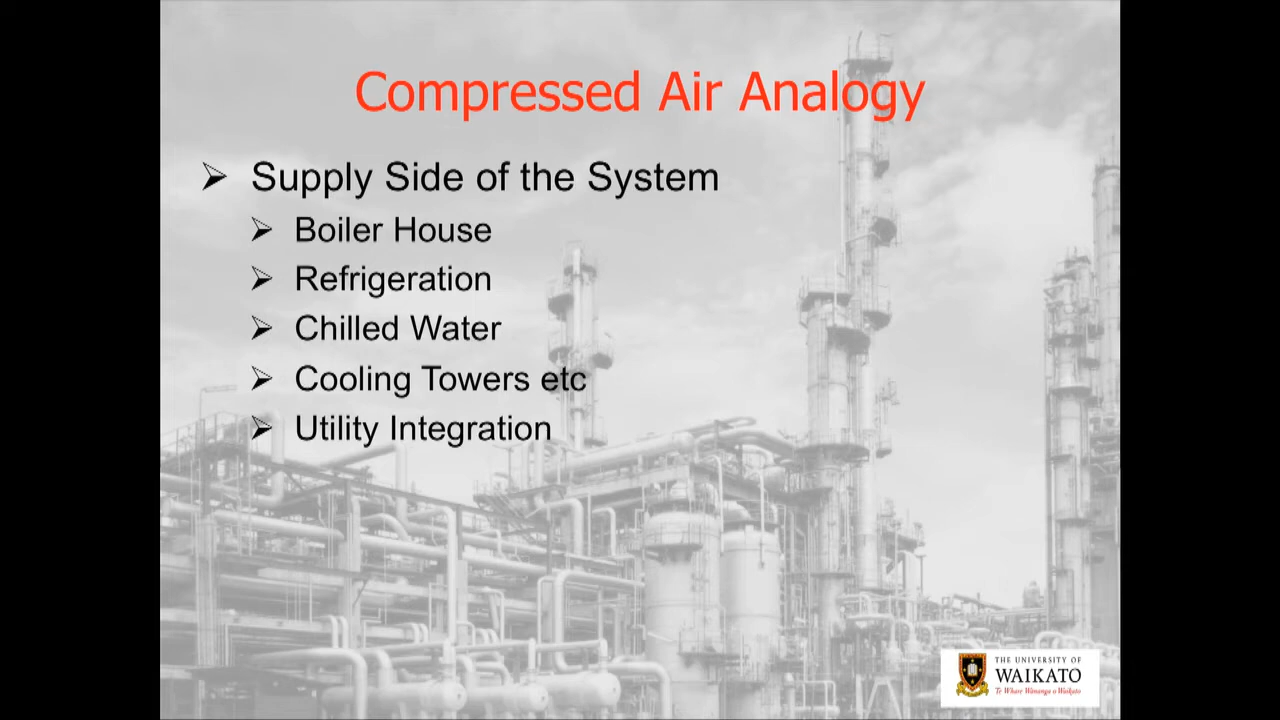 Compressed Air Analogy
Supply Side of the System
Boiler House
Refrigeration
Chilled Water
Cooling Towers etc
Utility Integration
THE UNIVERSITY OF
WAIKATO
Te Whare Wānanga o Waikato